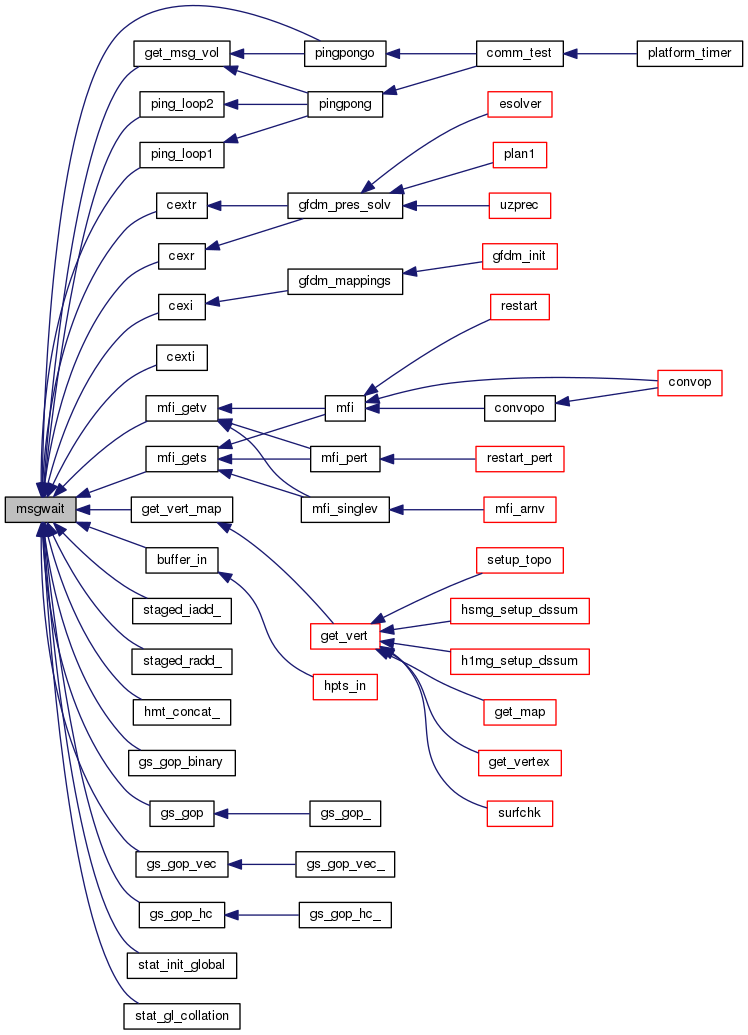 get_msg_vol
pingpongo
comm_test
platform_timer
ping_loop2
pingpong
esolver
ping_loop1
plan1
cextr
gfdm_pres_solv
uzprec
cexr
gfdm_mappings
gfdm_init
cexi
restart
cexti
convop
mfi_getv
mfi
convopo
mfi_gets
mfi_pert
restart_pert
msgwait
get_vert_map
mfi_singlev
mfi_arnv
buffer_in
setup_topo
staged_iadd_
hsmg_setup_dssum
get_vert
staged_radd_
h1mg_setup_dssum
hpts_in
hmt_concat_
get_map
gs_gop_binary
get_vertex
gs_gop
gs_gop_
surfchk
gs_gop_vec
gs_gop_vec_
gs_gop_hc
gs_gop_hc_
stat_init_global
stat_gl_collation